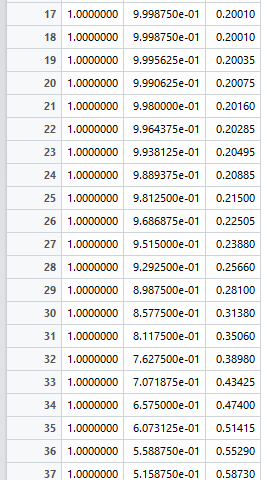 17 1.0000000 9.998750e-01 0.20010
18 1.0000000 9.998750e-01 0.20010
19 1.0000000 9.995625e-01 0.20035
20 1.0000000 9.990625e-01 0.20075
21 1.0000000 9.980000e-01 0.20160
22 1.0000000 9.964375e-01 0.20285
23 1.0000000 9.938125e-01 0.20495
24 1.0000000 9.889375e-01 0.20885
25 1.0000000 9.812500e-01 0.21500
26 1.0000000 9.686875e-01 0.22505
27 1.0000000 9.515000e-01 0.23880
28 1.0000000 9.292500e-01 0.25660
29 1.0000000 8.987500e-01 0.28100
30 1.0000000 8.577500e-01 0.31380
31 1.0000000 8.117500e-01 0.35060
32 1.0000000 7.627500e-01 0.38980
33 1.0000000 7.071875e-01 0.43425
34 1.0000000 6.575000e-01 0.47400
35 1.0000000 6.073125e-01 0.51415
36 1.0000000 5.588750e-01 0.55290
37 1.0000000 5.158750e-01 0.58730